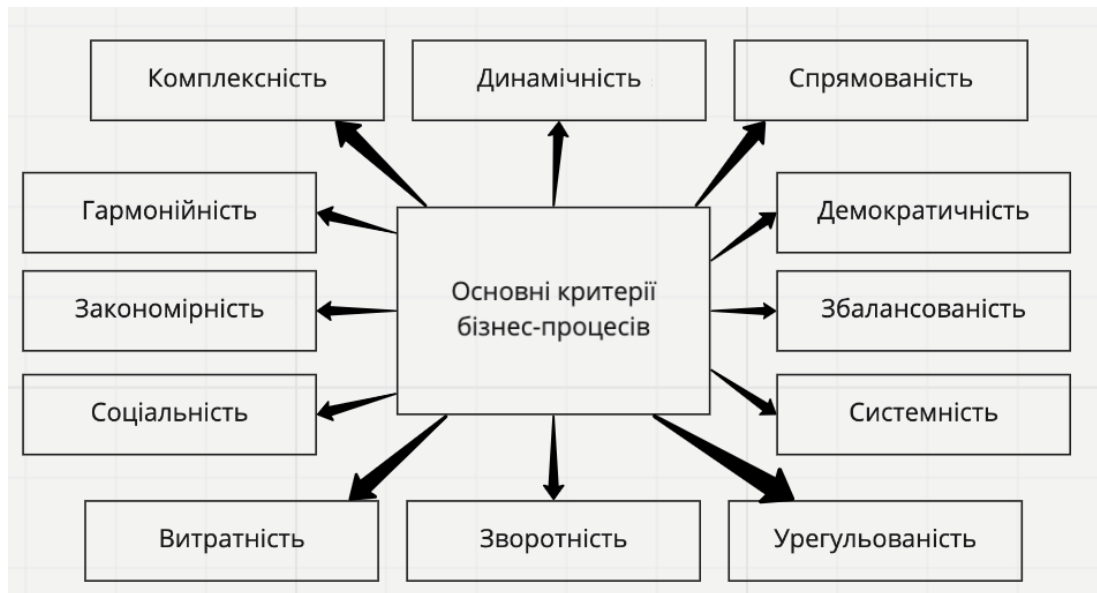 Комплексність
Динамічність
Спрямованість
Гармонійність
Демократичність
Основні критерії
бізнес-процесів
Закономірність
Збалансованість
Соціальність
Системність
Витратність
Зворотність
Урегульованість